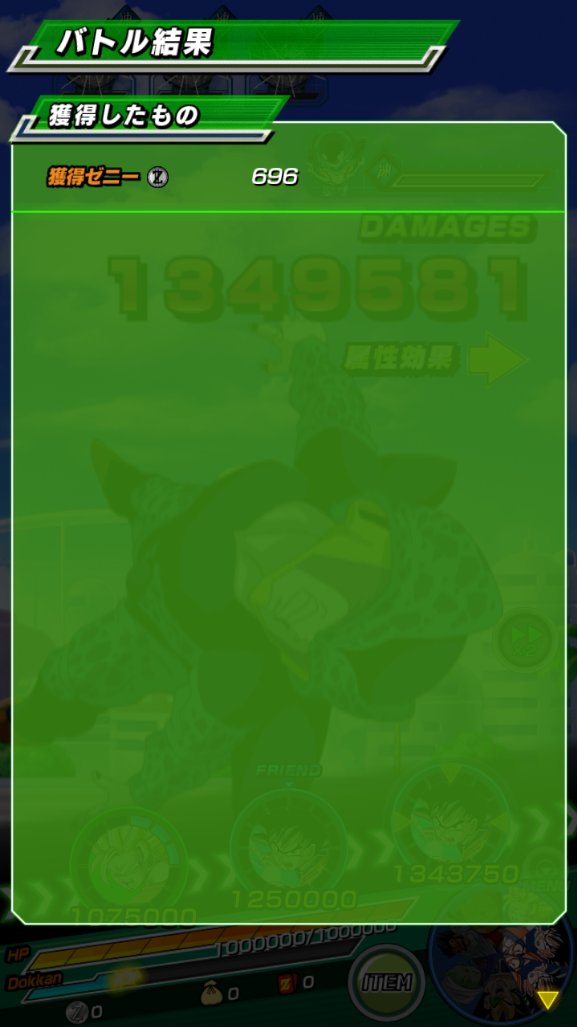 バトル結果
獲得したもの
獲得ゼニー Z 696
DAMAGES
1349581
属性効果
×2
FRIEND
1343750
1250000
1075000
HP 1000000/1000000
Dokkan
Z 0 0 Z 0 ITEM